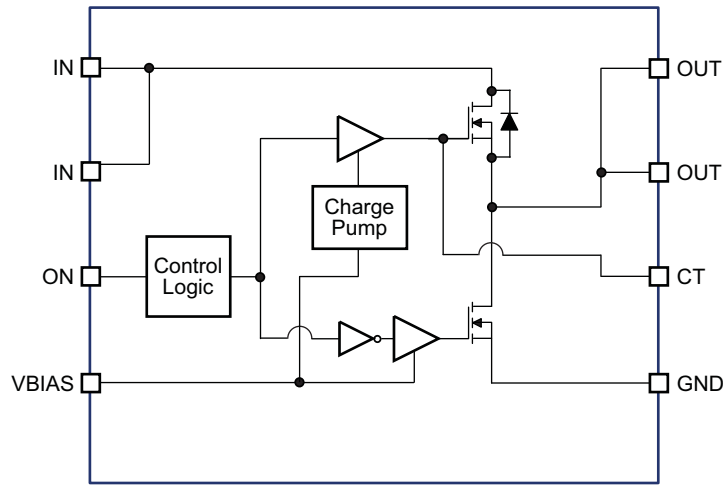 IN
OUT
IN
OUT
Charge
Pump
ON
Control
Logic
CT
VBIAS
GND